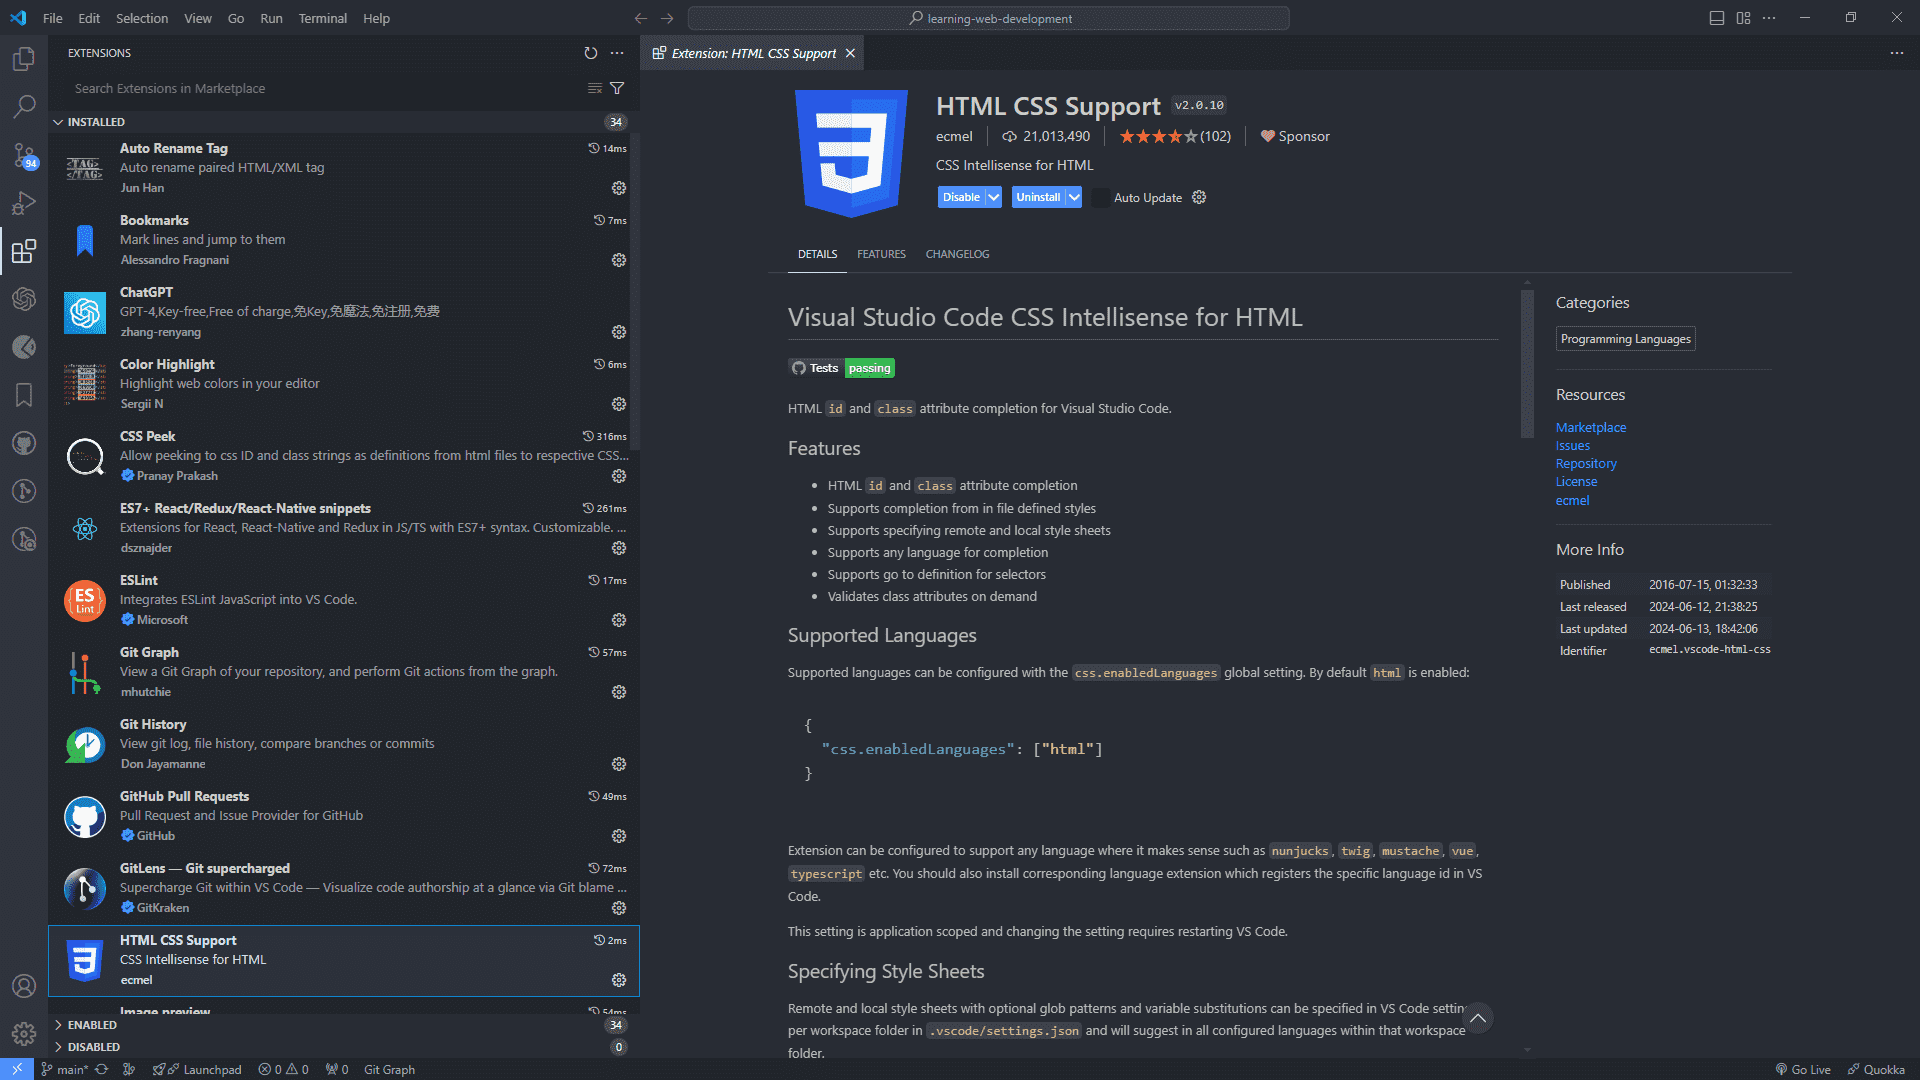 File Edit Selection View Go Run Terminal Help
learning-web-development
EXTENSIONS
Search Extensions in Marketplace
INSTALLED 34
Auto Rename Tag 14ms
Auto rename paired HTML/XML tag
Jun Han
Bookmarks 7ms
Mark lines and jump to them
Alessandro Fragnani
ChatGPT
GPT-4,Key-free,Free of charge,免Key,免魔法,免注册,免费
zhang-renyang
Color Highlight 6ms
Highlight web colors in your editor
Sergii N
CSS Peek 316ms
Allow peeking to css ID and class strings as definitions from html files to respective CSS...
Pranay Prakash
ES7+ React/Redux/React-Native snippets 261ms
Extensions for React, React-Native and Redux in JS/TS with ES7+ syntax. Customizable. ...
dsznajder
ESLint 17ms
Integrates ESLint JavaScript into VS Code.
Microsoft
Git Graph 57ms
View a Git Graph of your repository, and perform Git actions from the graph.
mhutchie
Git History
View git log, file history, compare branches or commits
Don Jayamanne
GitHub Pull Requests 49ms
Pull Request and Issue Provider for GitHub
GitHub
GitLens — Git supercharged 72ms
Supercharge Git within VS Code — Visualize code authorship at a glance via Git blame ...
GitKraken
HTML CSS Support 2ms
CSS Intellisense for HTML
ecmel
Image preview 54ms
ENABLED 34
DISABLED 0
94
<TAG>
</TAG>
ES
Lint
Extension: HTML CSS Support
HTML CSS Support v2.0.10
ecmel 21,013,490 (102) Sponsor
CSS Intellisense for HTML
Disable Uninstall Auto Update
DETAILS FEATURES CHANGELOG
Visual Studio Code CSS Intellisense for HTML
Tests passing
HTML id and class attribute completion for Visual Studio Code.
Features
• HTML id and class attribute completion
• Supports completion from in file defined styles
• Supports specifying remote and local style sheets
• Supports any language for completion
• Supports go to definition for selectors
• Validates class attributes on demand
Supported Languages
Supported languages can be configured with the css.enabledLanguages global setting. By default html is enabled:
{
"css.enabledLanguages": ["html"]
}
Extension can be configured to support any language where it makes sense such as nunjucks, twig, mustache, vue,
typescript etc. You should also install corresponding language extension which registers the specific language id in VS
Code.
This setting is application scoped and changing the setting requires restarting VS Code.
Specifying Style Sheets
Remote and local style sheets with optional glob patterns and variable substitutions can be specified in VS Code
per workspace folder in .vscode/settings.json and will suggest in all configured languages within that workspace
folder.
Categories
Programming Languages
Resources
Marketplace
Issues
Repository
License
ecmel
More Info
Published 2016-07-15, 01:32:33
Last released 2024-06-12, 21:38:25
Last updated 2024-06-13, 18:42:06
Identifier ecmel.vscode-html-css
main* Launchpad 0 0 0 Git Graph Go Live Quokka